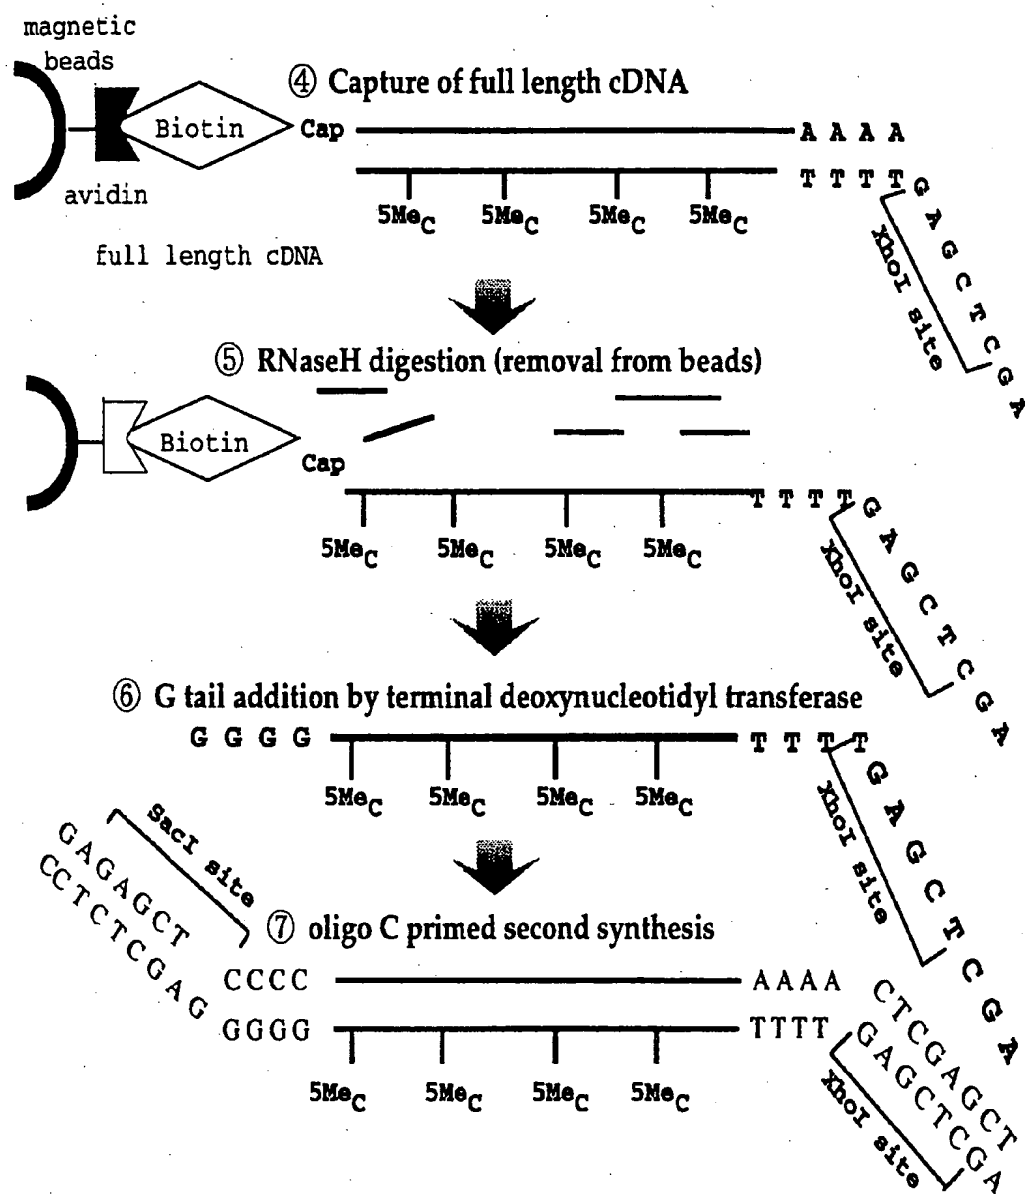 magnetic
beads
④ Capture of full length cDNA
Biotin
Cap
A A A A
avidin
T T T T G A G C T C G A
5MeC 5MeC 5MeC 5MeC
XhoI site
full length cDNA
⑤ RNaseH digestion (removal from beads)
Biotin
Cap
T T T T G A G C T C G A
5MeC 5MeC 5MeC 5MeC
XhoI site
⑥ G tail addition by terminal deoxynucleotidyl transferase
G G G G T T T T G A G C T C G A
5MeC 5MeC 5MeC 5MeC
XhoI site
SacI site
GAGAGCT
CCTCTCGAG
⑦ oligo C primed second synthesis
CCCC AAAA CTCGAGCT
GGGG TTTT GAGCTCGA
5MeC 5MeC 5MeC 5MeC
XhoI site